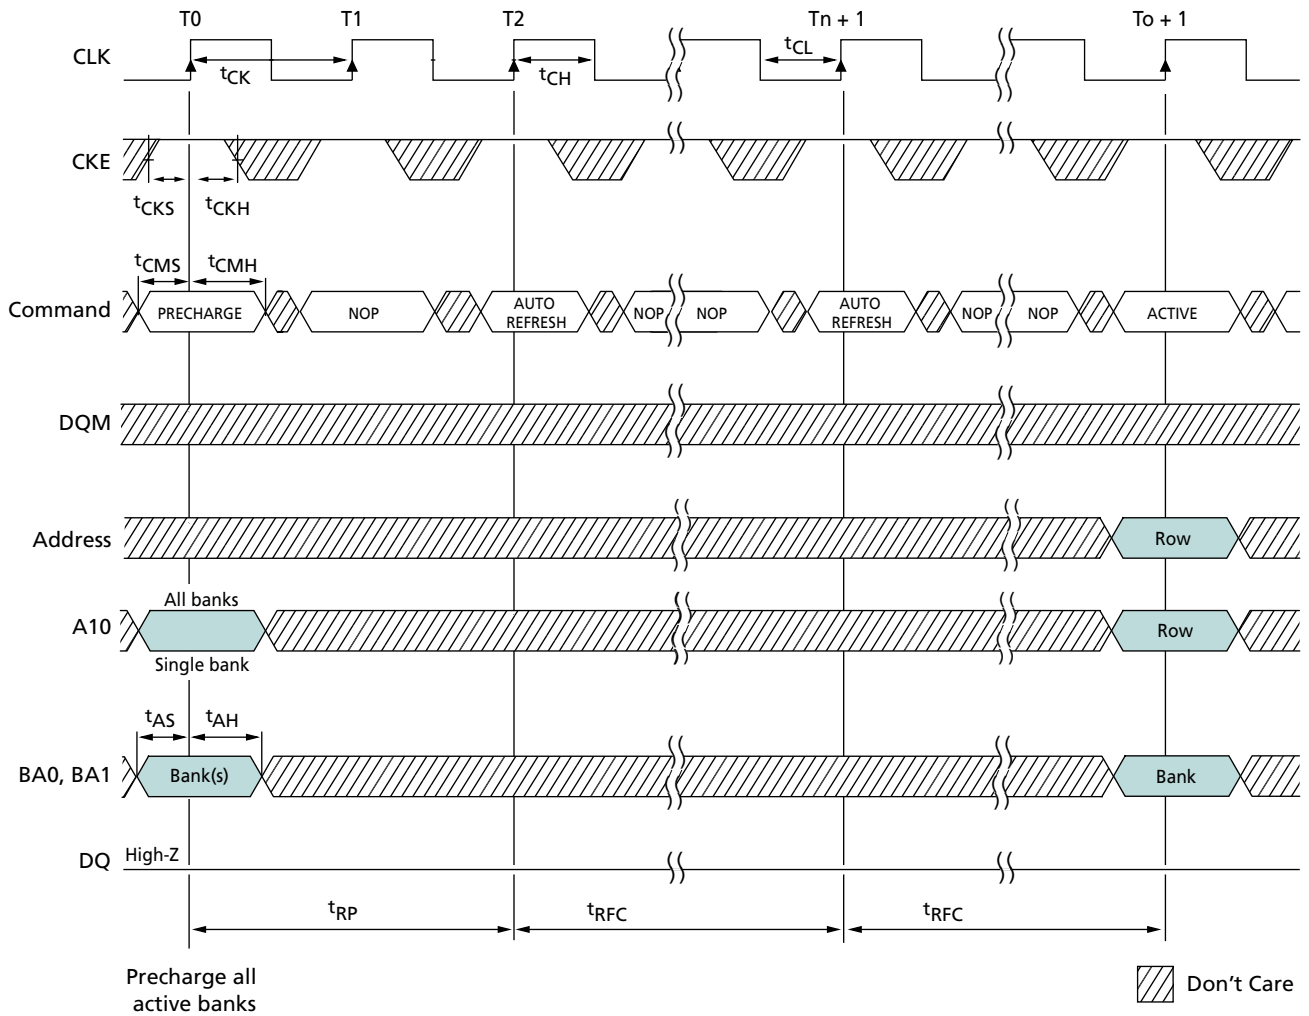 T0 T1 T2 Tn + 1 To + 1
CLK
tCK tCH tCL
CKE
tCKS tCKH
tCMS tCMH
Command PRECHARGE NOP AUTO REFRESH NOP NOP AUTO REFRESH NOP NOP ACTIVE
DQM
Address Row
All banks
A10 Row
Single bank
tAS tAH
BA0, BA1 Bank(s) Bank
DQ High-Z
tRP tRFC tRFC
Precharge all
active banks
Don't Care